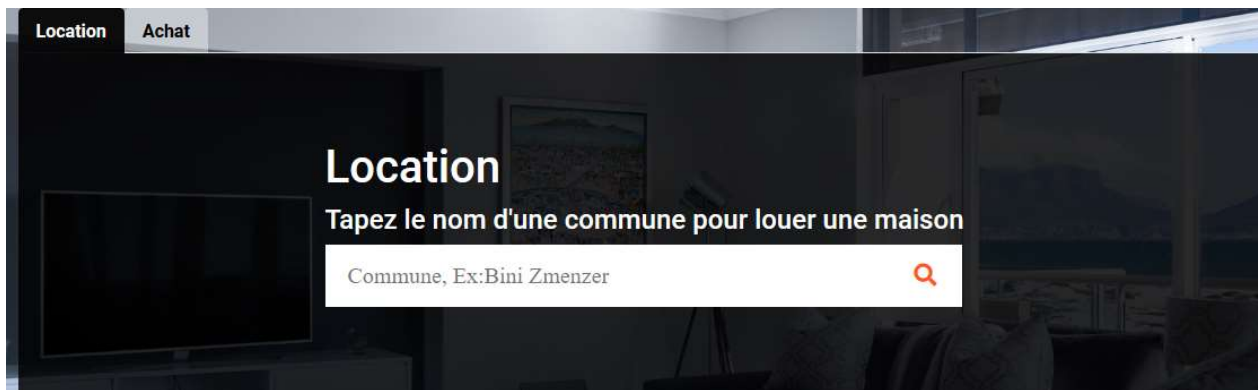 Location Achat
Location
Tapez le nom d'une commune pour louer une maison
Commune, Ex:Bini Zmenzer